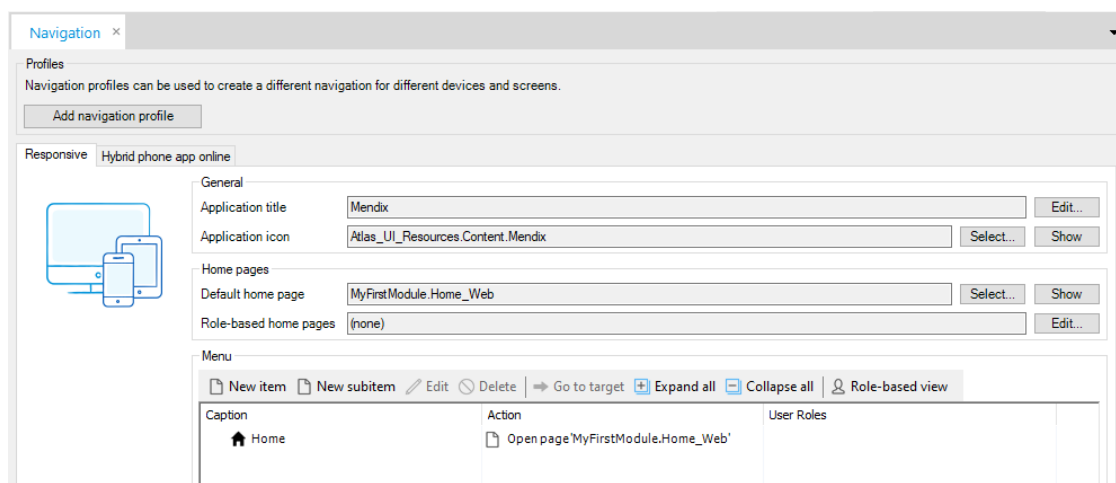 Navigation ×
Profiles
Navigation profiles can be used to create a different navigation for different devices and screens.
Add navigation profile
Responsive Hybrid phone app online
General
Application title Mendix Edit...
Application icon Atlas_UI_Resources.Content.Mendix Select... Show
Home pages
Default home page MyFirstModule.Home_Web Select... Show
Role-based home pages (none) Edit...
Menu
New item New subitem Edit Delete Go to target Expand all Collapse all Role-based view
Caption Action User Roles
Home Open page 'MyFirstModule.Home_Web'